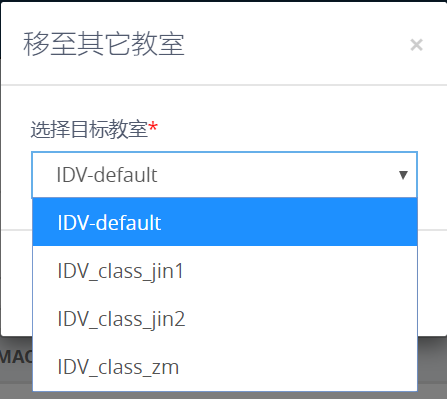 移至其它教室
×
选择目标教室*
IDV-default
▼
IDV-default
IDV_class_jin1
IDV_class_jin2
IDV_class_zm
MAC